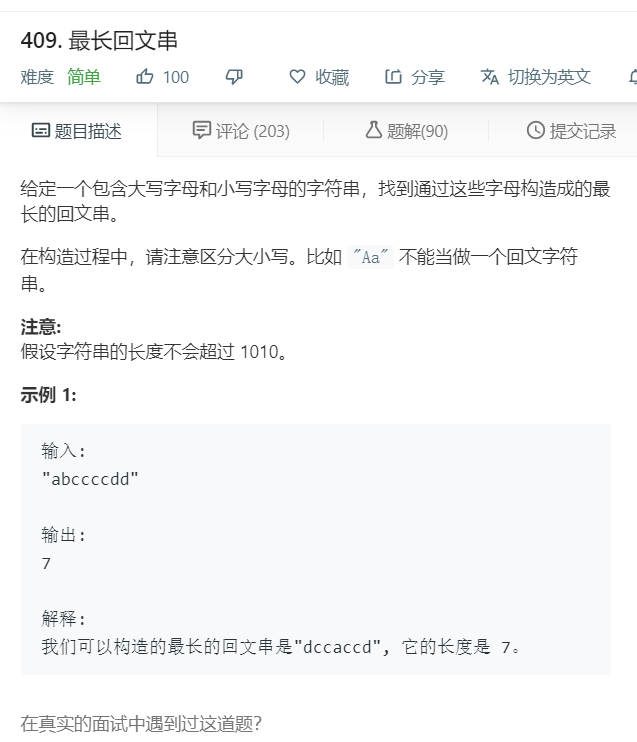 409. 最长回文串
难度 简单 100 收藏 分享 切换为英文
题目描述 评论 (203) 题解(90) 提交记录
给定一个包含大写字母和小写字母的字符串，找到通过这些字母构造成的最
长的回文串。
在构造过程中，请注意区分大小写。比如 "Aa" 不能当做一个回文字符
串。
注意:
假设字符串的长度不会超过 1010。
示例 1:
输入:
"abccccdd"
输出:
7
解释:
我们可以构造的最长的回文串是"dccaccd", 它的长度是 7。
在真实的面试中遇到过这道题？